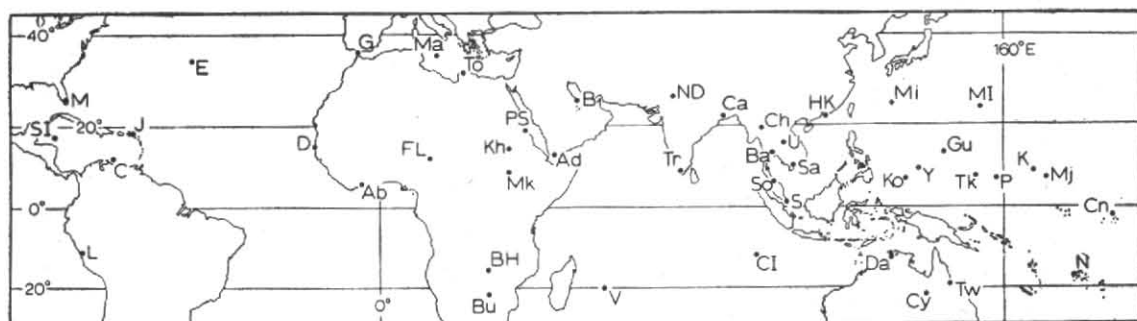 40°
G
Ma
To
160°E
E
M
B
ND
Ca
HK
Mi
MI
SI
20°
J
PS
Ch
D
FL
Kh
Ad
Tr
Ba
U
Sa
Gu
K
C
Ab
Mk
So
S
Ko
Y
Tk
P
Mj
0°
Cn
L
BH
CI
Da
N
20°
0°
Bu
V
Cy
Tw